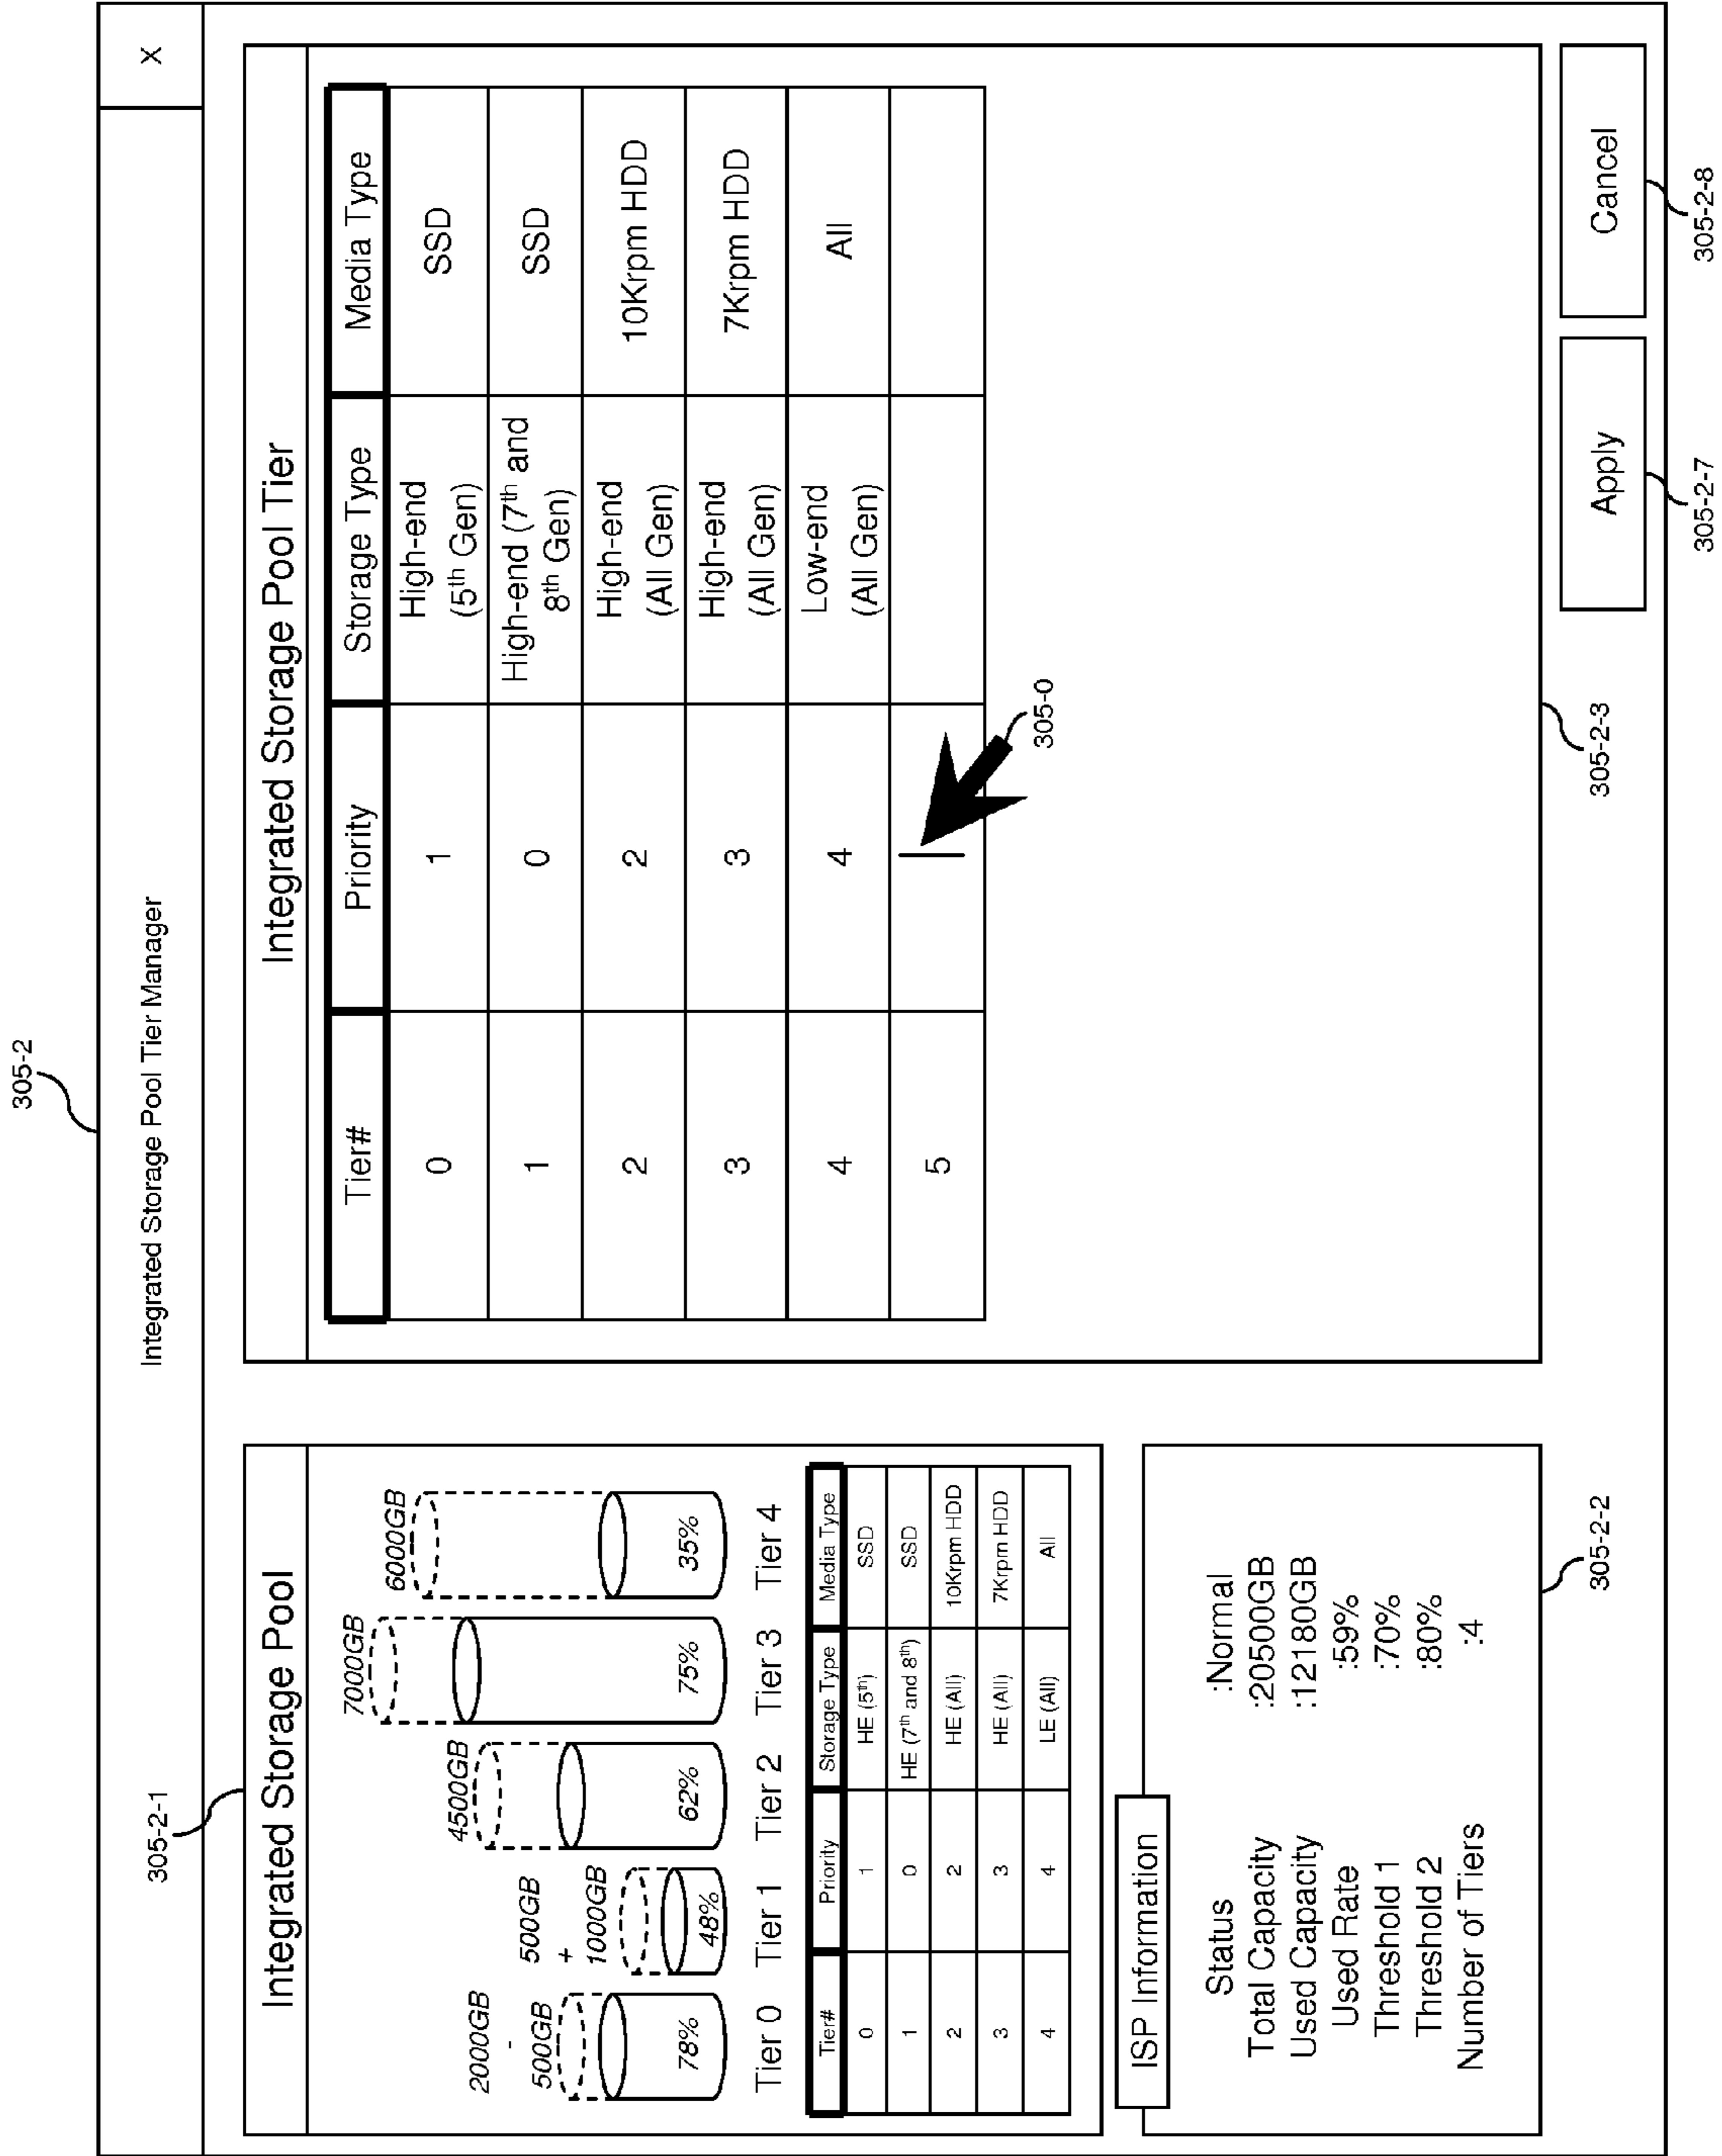 305-2
Integrated Storage Pool Tier Manager
X
305-2-1
Integrated Storage Pool
2000GB
-
500GB
500GB
+
1000GB
4500GB
7000GB
6000GB
78%
48%
62%
75%
35%
Tier 0 Tier 1 Tier 2 Tier 3 Tier 4
Tier# Priority Storage Type Media Type
0 1 HE (5th) SSD
1 0 HE (7th and 8th) SSD
2 2 HE (All) 10Krpm HDD
3 3 HE (All) 7Krpm HDD
4 4 LE (All) All
ISP Information
Status :Normal
Total Capacity :20500GB
Used Capacity :12180GB
Used Rate :59%
Threshold 1 :70%
Threshold 2 :80%
Number of Tiers :4
305-2-2
Integrated Storage Pool Tier
Tier# Priority Storage Type Media Type
0 1 High-end (5th Gen) SSD
1 0 High-end (7th and 8th Gen) SSD
2 2 High-end (All Gen) 10Krpm HDD
3 3 High-end (All Gen) 7Krpm HDD
4 4 Low-end (All Gen) All
5
305-0
305-2-3
Apply
Cancel
305-2-7
305-2-8